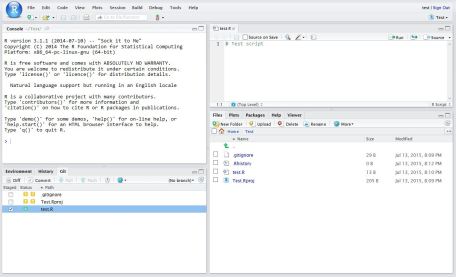 File Edit Code View Plots Session Build Debug Tools Help
test | Sign Out
Go to file/function
Test
Console ~/Test/
R version 3.1.1 (2014-07-10) -- "Sock it to Me"
Copyright (C) 2014 The R Foundation for Statistical Computing
Platform: x86_64-pc-linux-gnu (64-bit)
R is free software and comes with ABSOLUTELY NO WARRANTY.
You are welcome to redistribute it under certain conditions.
Type 'license()' or 'licence()' for distribution details.
Natural language support but running in an English locale
R is a collaborative project with many contributors.
Type 'contributors()' for more information and
'citation()' on how to cite R or R packages in publications.
Type 'demo()' for some demos, 'help()' for on-line help, or
'help.start()' for an HTML browser interface to help.
Type 'q()' to quit R.
>
Environment History Git
Diff Commit Pull Push (No branch)
Staged Status Path
.gitignore
Test.Rproj
test.R
test.R
Source on Save Run Source
1 # Test script
1:1 (Top Level) R Script
Files Plots Packages Help Viewer
New Folder Upload Delete Rename More
Home Test
Name Size Modified
..
.gitignore 29 B Jul 13, 2015, 8:09 PM
.Rhistory 0 B Jul 13, 2015, 8:12 PM
test.R 13 B Jul 13, 2015, 8:10 PM
Test.Rproj 205 B Jul 13, 2015, 8:09 PM